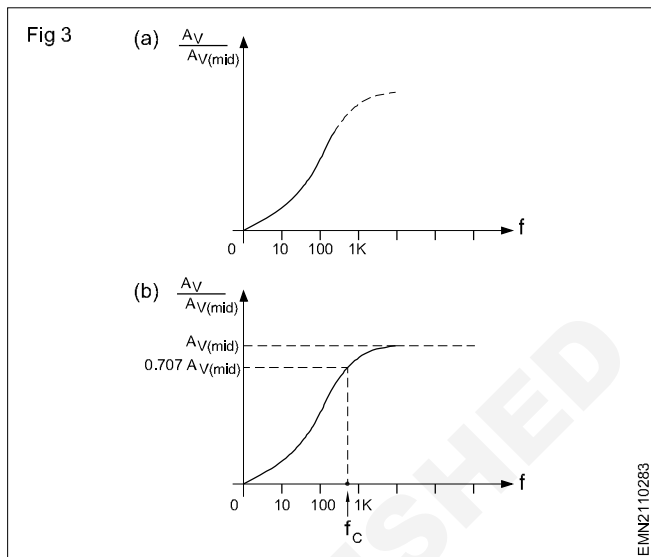 Fig 3
(a)
AV
AV(mid)
f
0 10 100 1K
(b)
AV
AV(mid)
AV(mid)
0.707 AV(mid)
f
0 10 100 1K
fC
SHED
EMN2110283